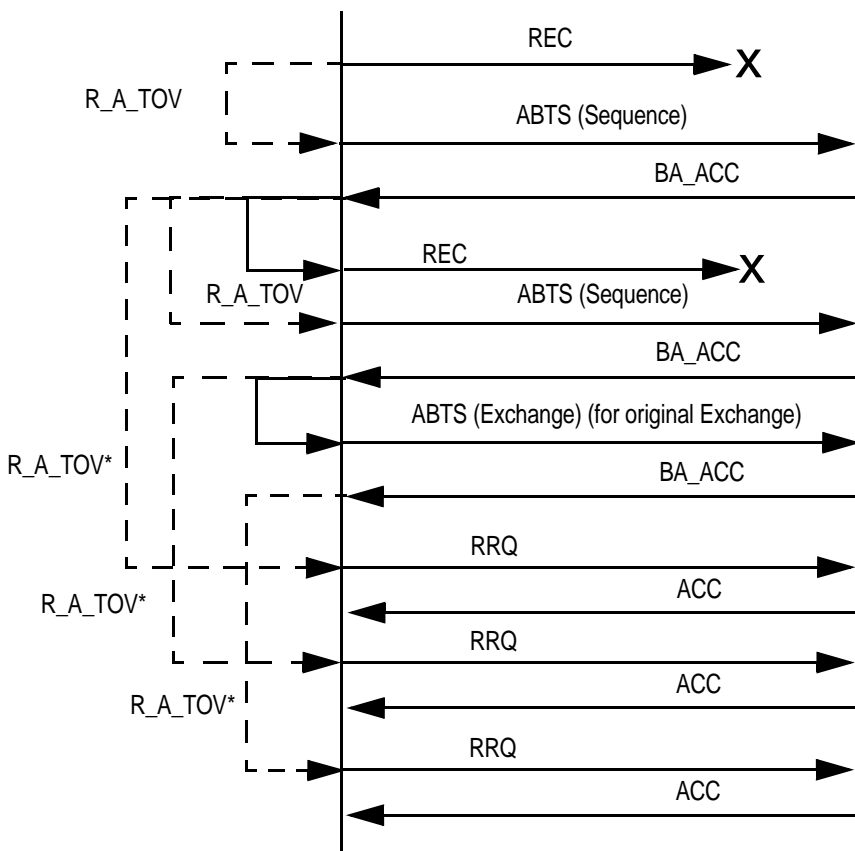 REC
X
R_A_TOV
ABTS (Sequence)
BA_ACC
REC
X
R_A_TOV
ABTS (Sequence)
BA_ACC
ABTS (Exchange) (for original Exchange)
R_A_TOV*
BA_ACC
RRQ
ACC
R_A_TOV*
RRQ
ACC
R_A_TOV*
RRQ
ACC